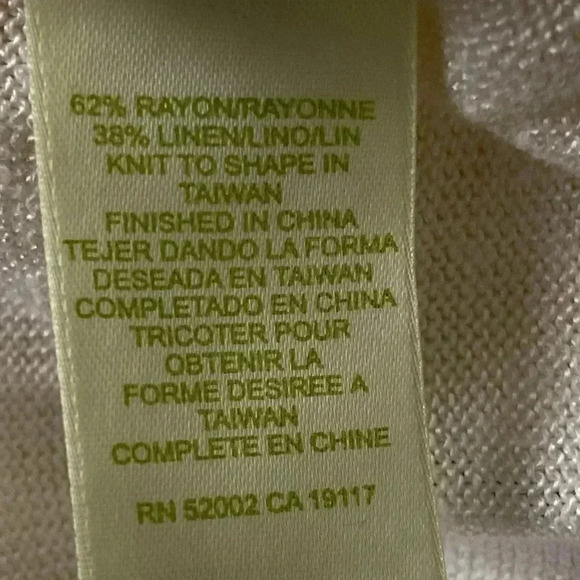 62% RAYON/RAYONNE
38% LINEN/LINO/LIN
KNIT TO SHAPE IN
TAIWAN
FINISHED IN CHINA
TEJER DANDO LA FORMA
DESEADA EN TAIWAN
COMPLETADO EN CHINA
TRICOTER POUR
OBTENIR LA
FORME DESIREE A
TAIWAN
COMPLETE EN CHINE
RN 52002 CA 19117